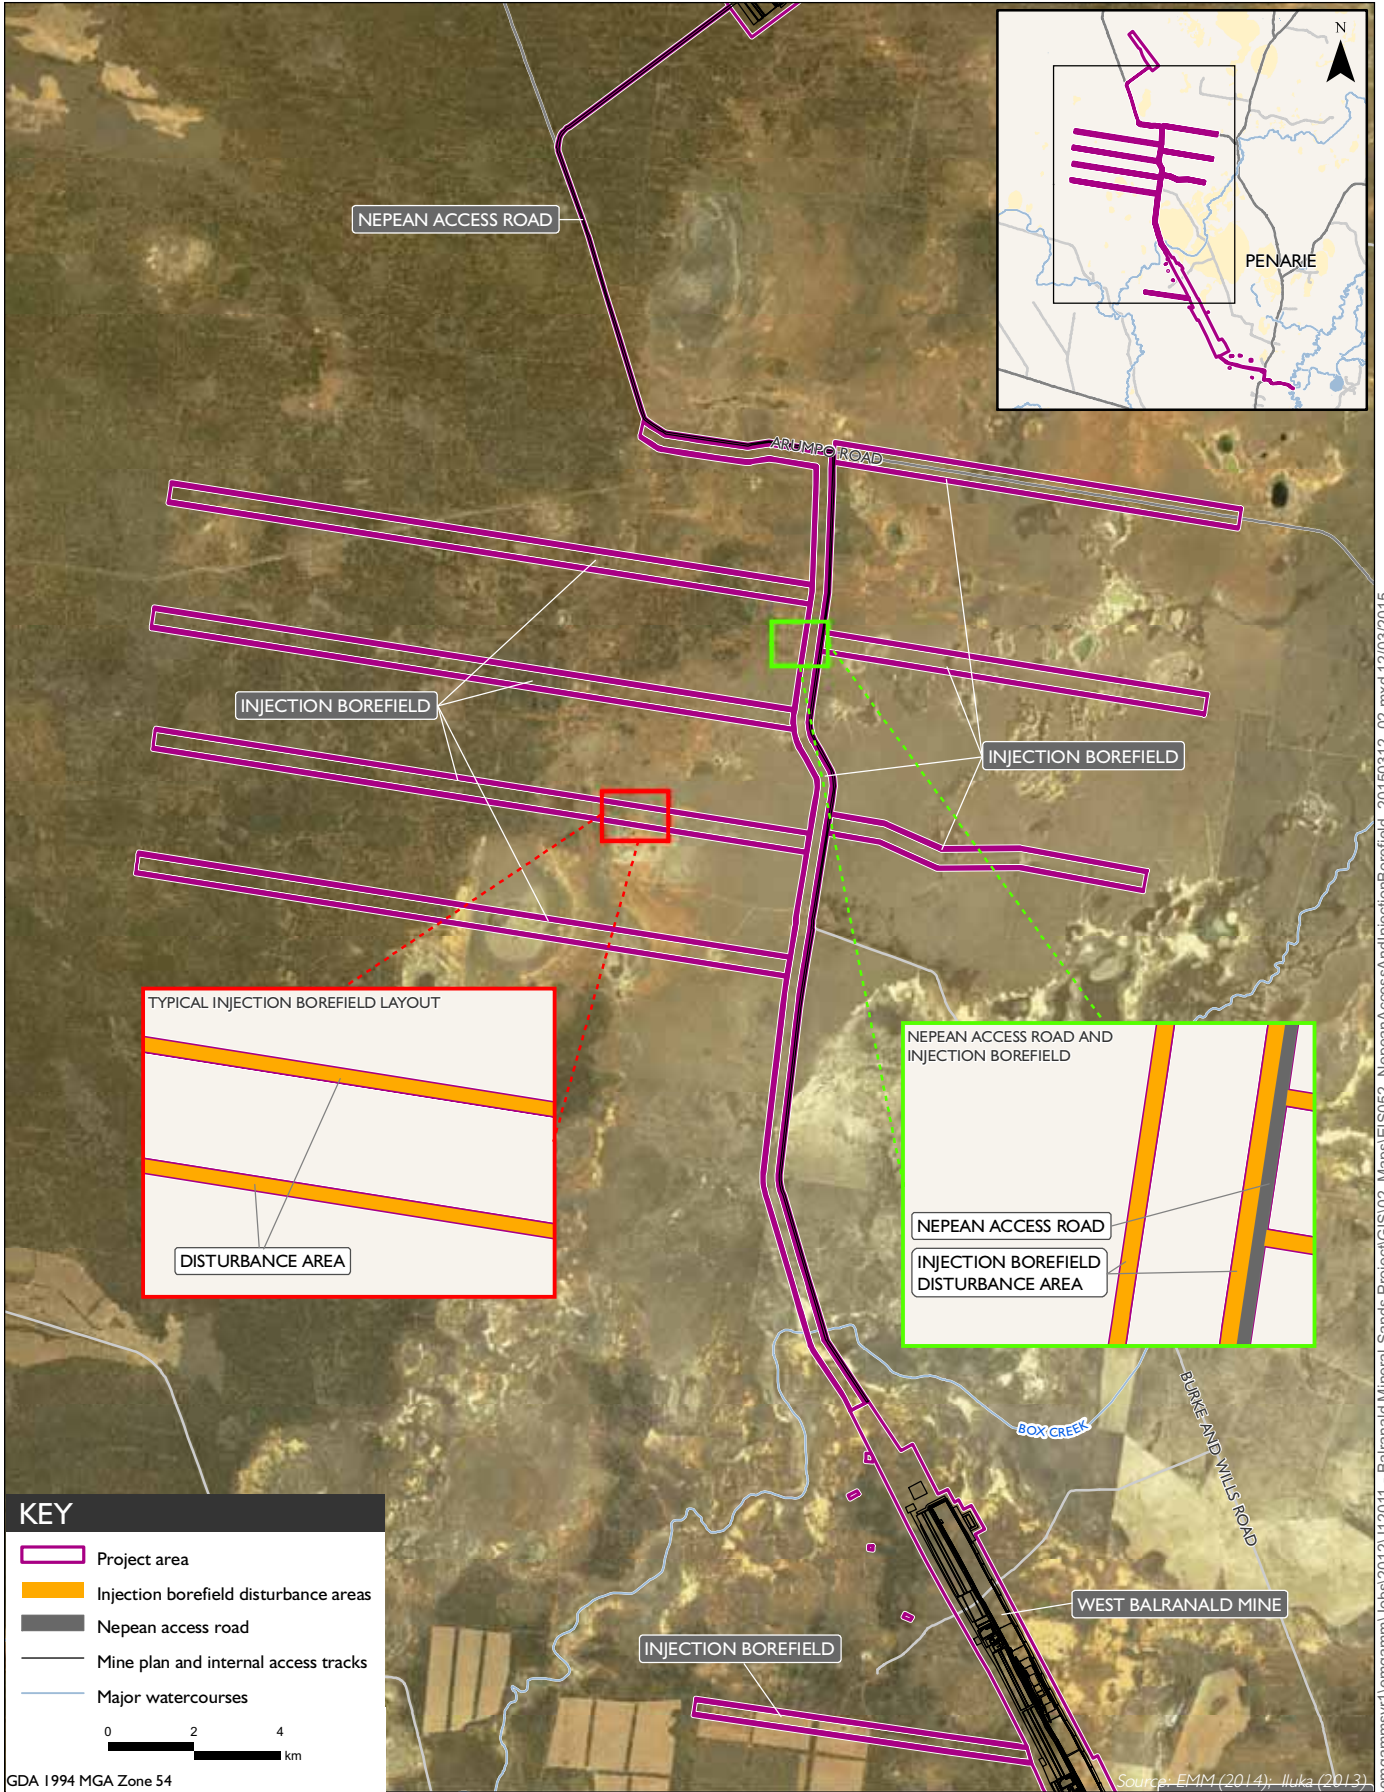 N
PENARIE
NEPEAN ACCESS ROAD
ARUMPO ROAD
INJECTION BOREFIELD
INJECTION BOREFIELD
TYPICAL INJECTION BOREFIELD LAYOUT
DISTURBANCE AREA
NEPEAN ACCESS ROAD AND
INJECTION BOREFIELD
NEPEAN ACCESS ROAD
INJECTION BOREFIELD
DISTURBANCE AREA
BOX CREEK
BURKE AND WILLS ROAD
WEST BALRANALD MINE
INJECTION BOREFIELD
KEY
Project area
Injection borefield disturbance areas
Nepean access road
Mine plan and internal access tracks
Major watercourses
0 2 4
km
GDA 1994 MGA Zone 54
Source: EMM (2014); Iluka (2013)